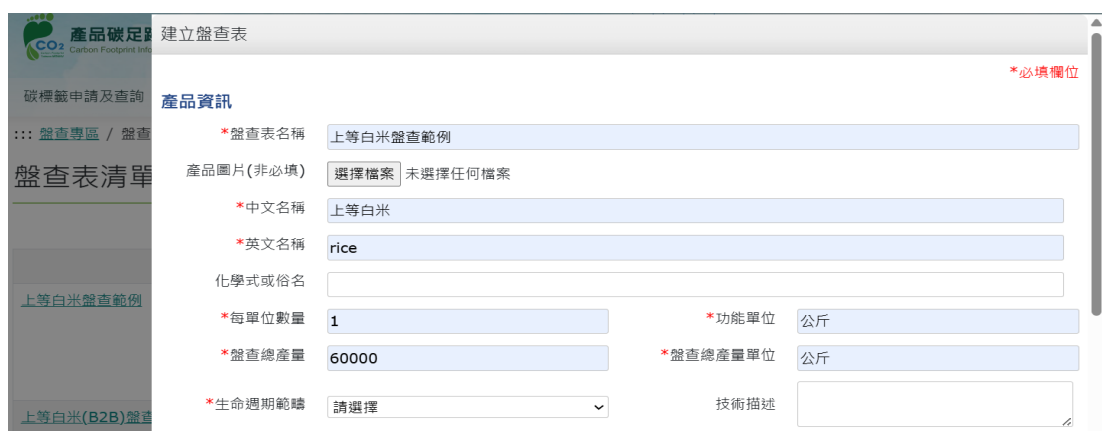 產品碳足
CO2
Carbon Footprint Info
建立盤查表
*必填欄位
碳標籤申請及查詢
產品資訊
::: 盤查專區 / 盤查
*盤查表名稱
上等白米盤查範例
盤查表清單
產品圖片(非必填)
選擇檔案 未選擇任何檔案
*中文名稱
上等白米
*英文名稱
rice
化學式或俗名
上等白米盤查範例
*每單位數量
1
*功能單位
公斤
*盤查總產量
60000
*盤查總產量單位
公斤
*生命週期範疇
請選擇
技術描述
上等白米(B2B)盤查